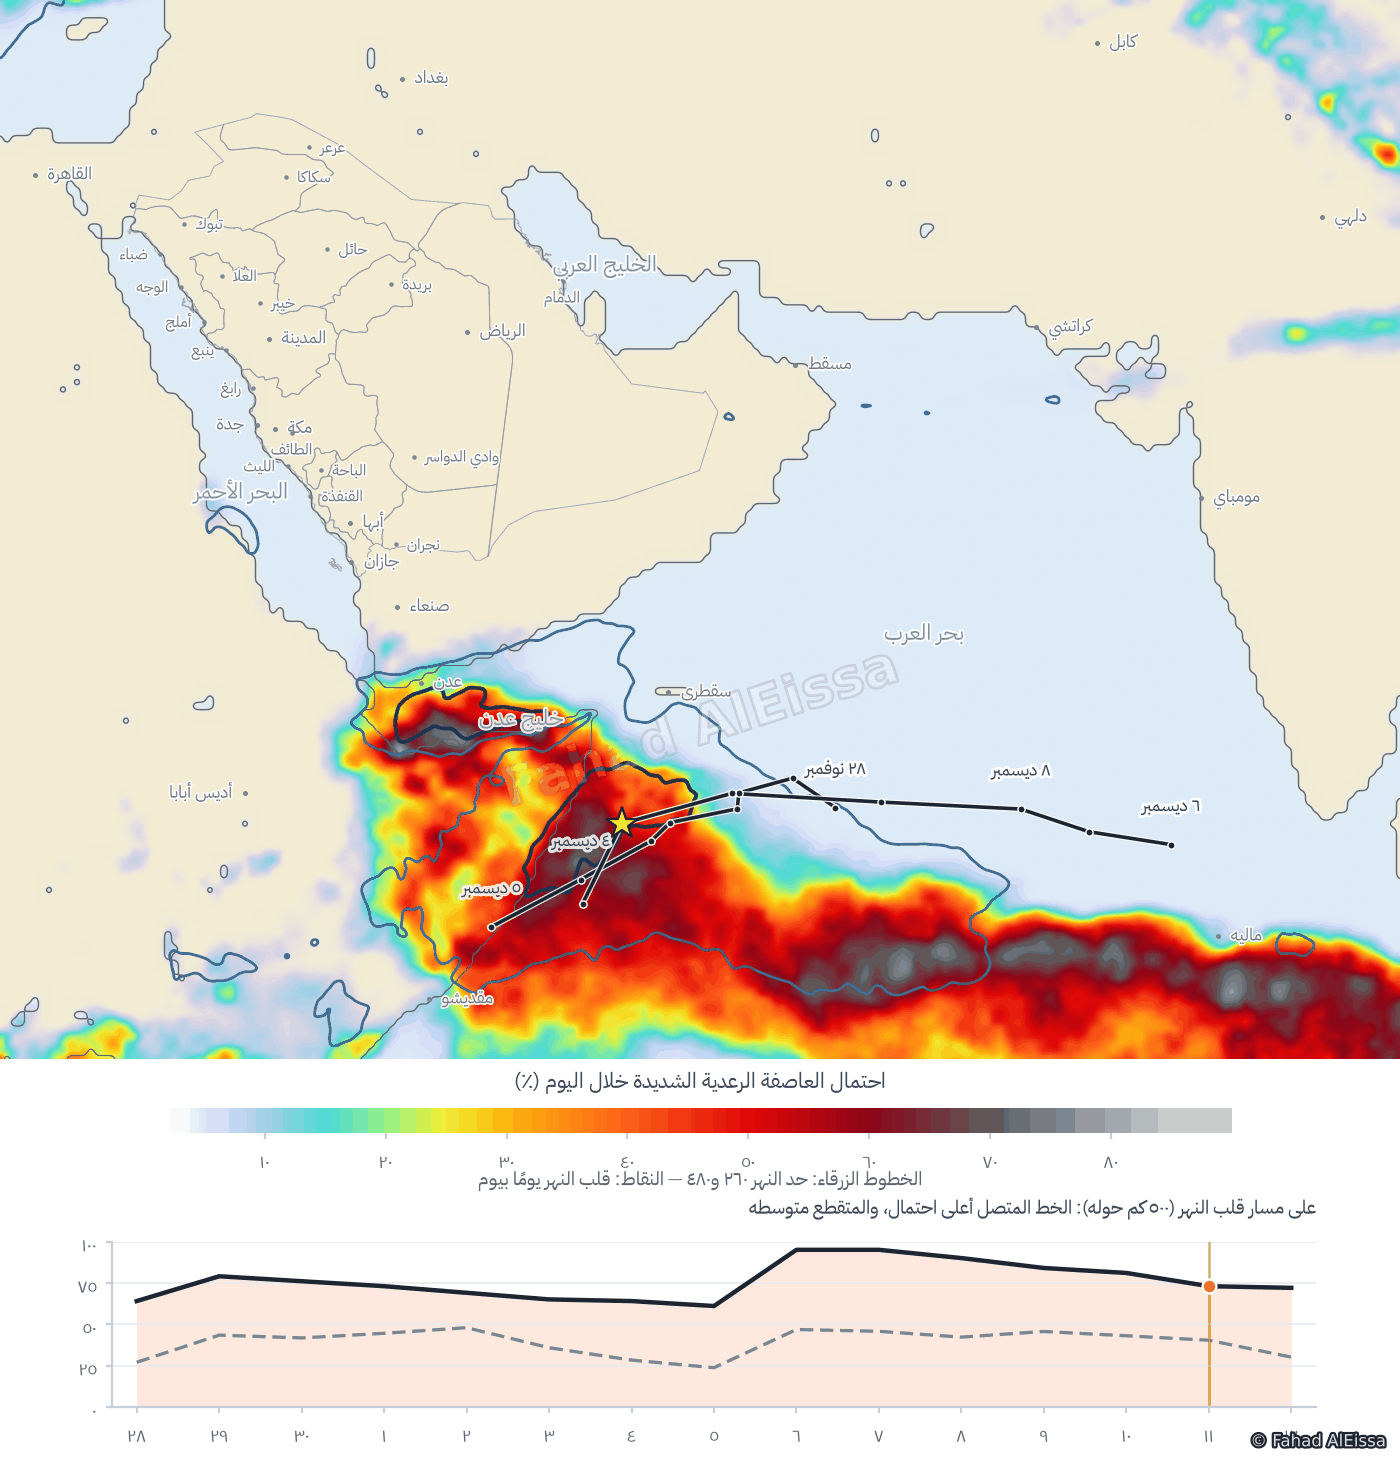 كابل
بغداد
عرعر
القاهرة
سكاكا
دلهي
تبوك
حائل
ضباء
الخليج العربي
العلا
بريدة
الوجه
الدمام
خيبر
أملج
الرياض
كراتشي
المدينة
ينبع
مسقط
رابغ
جدة
مكة
الطائف
وادي الدواسر
الليث
الباحة
البحر الأحمر
القنفذة
مومباي
أبها
نجران
جازان
صنعاء
بحر العرب
عدن
سقطرى
خليج عدن
Fahad AlEissa
٢٨ نوفمبر
٨ ديسمبر
أديس أبابا
٦ ديسمبر
٤ ديسمبر
٥ ديسمبر
ماليه
مقديشو
احتمال العاصفة الرعدية الشديدة خلال اليوم (٪)
١٠ ٢٠ ٣٠ ٤٠ ٥٠ ٦٠ ٧٠ ٨٠
الخطوط الزرقاء: حد النهر ٢٦٠ و٤٨٠ — النقاط: قلب النهر يومًا بيوم
على مسار قلب النهر (٥٠٠ كم حوله): الخط المتصل أعلى احتمال، والمتقطع متوسطه
١٠٠
٧٥
٥٠
٢٥
٠
٢٨ ٢٩ ٣٠ ١ ٢ ٣ ٤ ٥ ٦ ٧ ٨ ٩ ١٠ ١١
© Fahad AlEissa